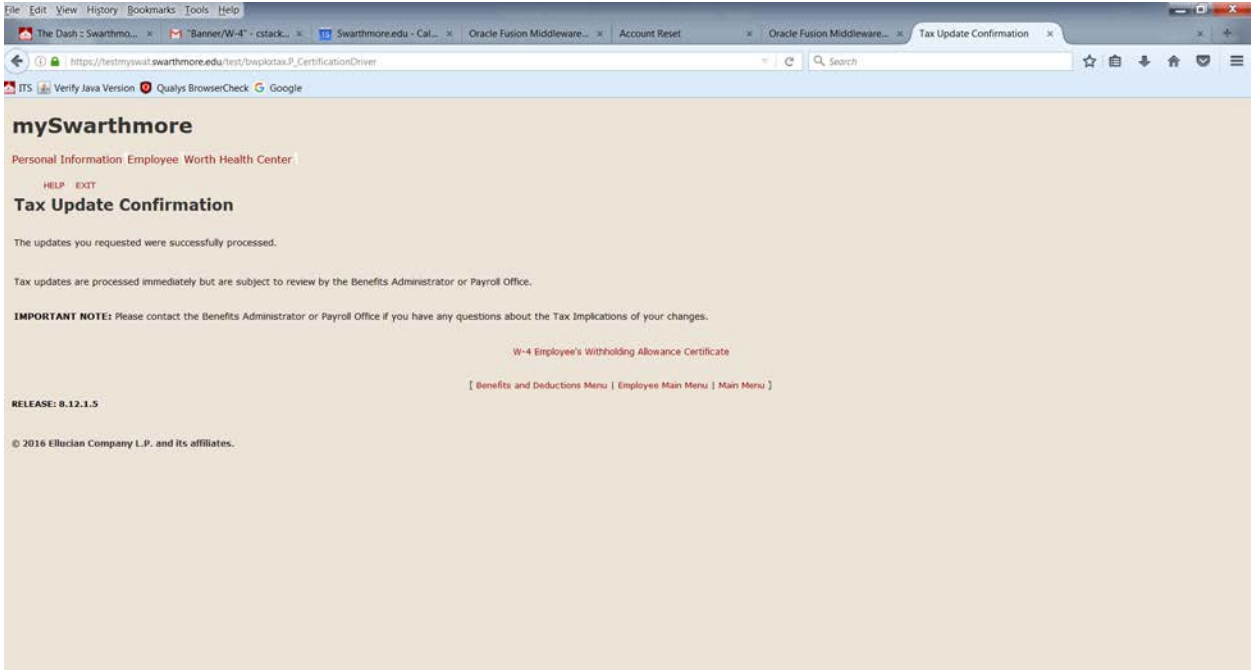 File Edit View History Bookmarks Tools Help
The Dash :: Swarthmo... × "Banner/W-4" - cstack... × 15 Swarthmore.edu - Cal... × Oracle Fusion Middleware... × Account Reset × Oracle Fusion Middleware... × Tax Update Confirmation ×
https://testmyswat.swarthmore.edu/test/bwpkxtax.P_CertificationDriver Search
ITS Verify Java Version Qualys BrowserCheck G Google
mySwarthmore
Personal Information Employee Worth Health Center
HELP EXIT
Tax Update Confirmation
The updates you requested were successfully processed.
Tax updates are processed immediately but are subject to review by the Benefits Administrator or Payroll Office.
IMPORTANT NOTE: Please contact the Benefits Administrator or Payroll Office if you have any questions about the Tax Implications of your changes.
W-4 Employee's Withholding Allowance Certificate
[ Benefits and Deductions Menu | Employee Main Menu | Main Menu ]
RELEASE: 8.12.1.5
© 2016 Ellucian Company L.P. and its affiliates.